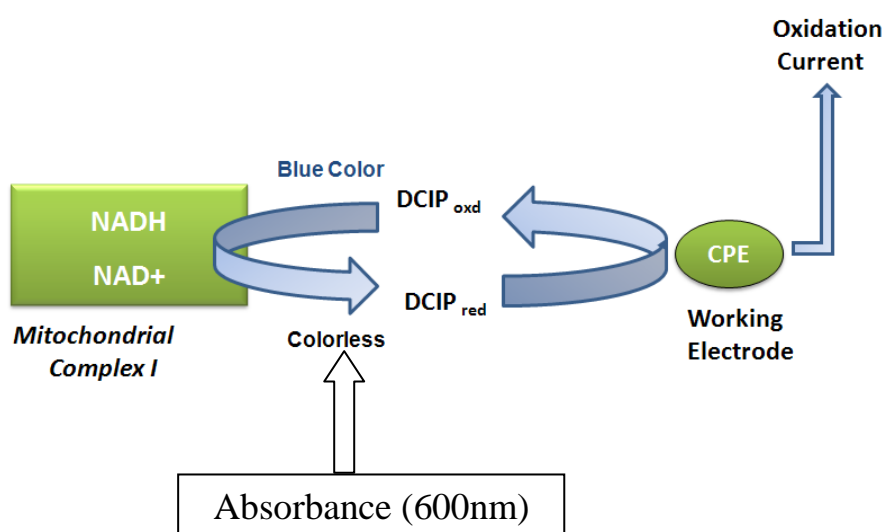 Oxidation
Current
Blue Color
NADH
NAD+
DCIP oxd
DCIP red
CPE
Mitochondrial
Complex I
Colorless
Working
Electrode
Absorbance (600nm)